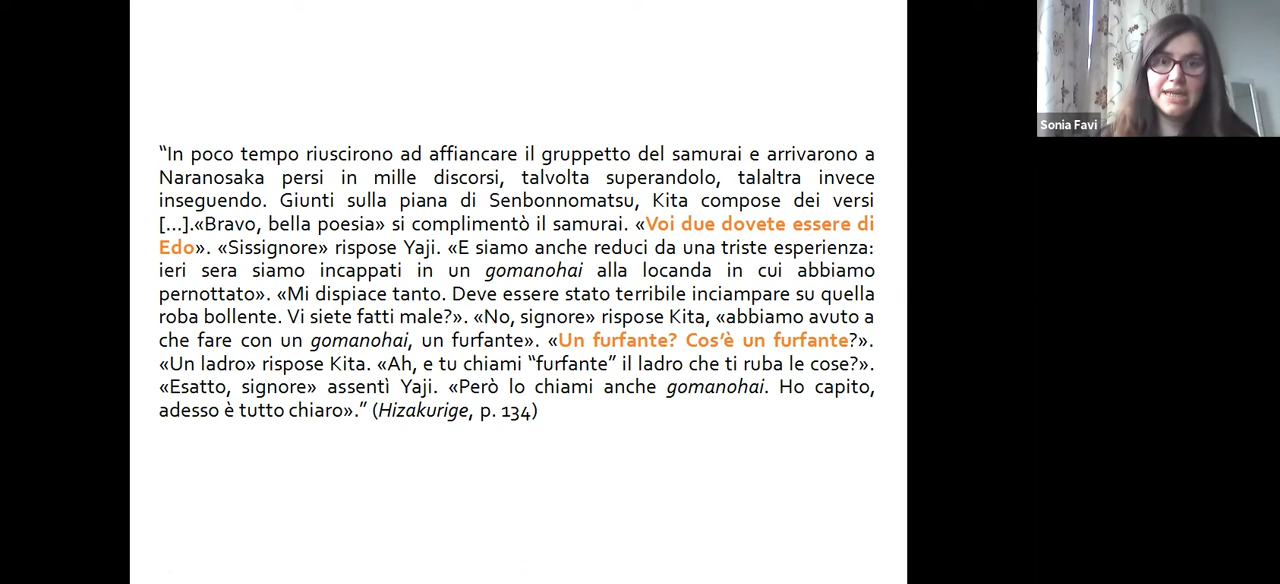 “In poco tempo riuscirono ad affiancare il gruppetto del samurai e arrivarono a
Naranosaka persi in mille discorsi, talvolta superandolo, talaltra invece
inseguendo. Giunti sulla piana di Senbonnomatsu, Kita compose dei versi
[…].«Bravo, bella poesia» si complimentò il samurai. «Voi due dovete essere di
Edo». «Sissignore» rispose Yaji. «E siamo anche reduci da una triste esperienza:
ieri sera siamo incappati in un gomanohai alla locanda in cui abbiamo
pernottato». «Mi dispiace tanto. Deve essere stato terribile inciampare su quella
roba bollente. Vi siete fatti male?». «No, signore» rispose Kita, «abbiamo avuto a
che fare con un gomanohai, un furfante». «Un furfante? Cos’è un furfante?».
«Un ladro» rispose Kita. «Ah, e tu chiami “furfante” il ladro che ti ruba le cose?».
«Esatto, signore» assentì Yaji. «Però lo chiami anche gomanohai. Ho capito,
adesso è tutto chiaro».” (Hizakurige, p. 134)
Sonia Favi